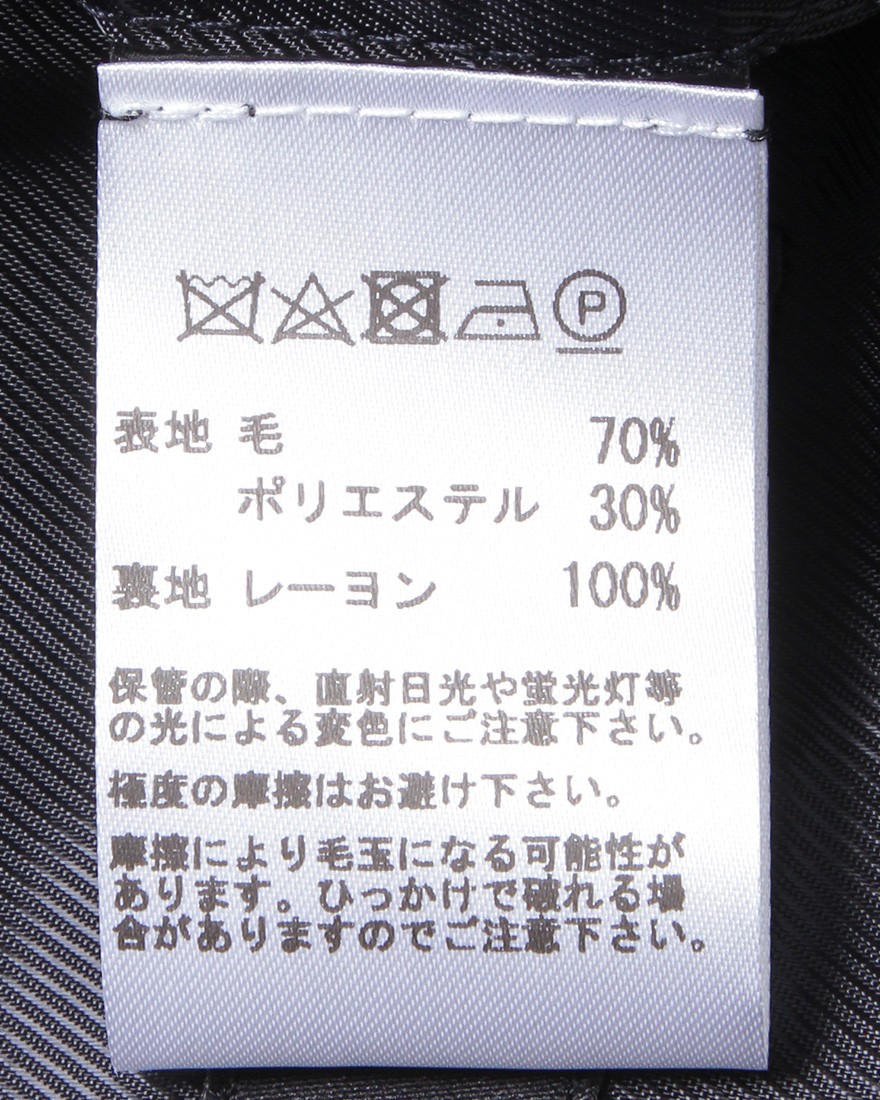 P
表地 毛 70%
ポリエステル 30%
裏地 レーヨン 100%
保管の際、直射日光や蛍光灯等
の光による変色にご注意下さい。
極度の摩擦はお避け下さい。
摩擦により毛玉になる可能性が
あります。ひっかけで破れる場
合がありますのでご注意下さい。